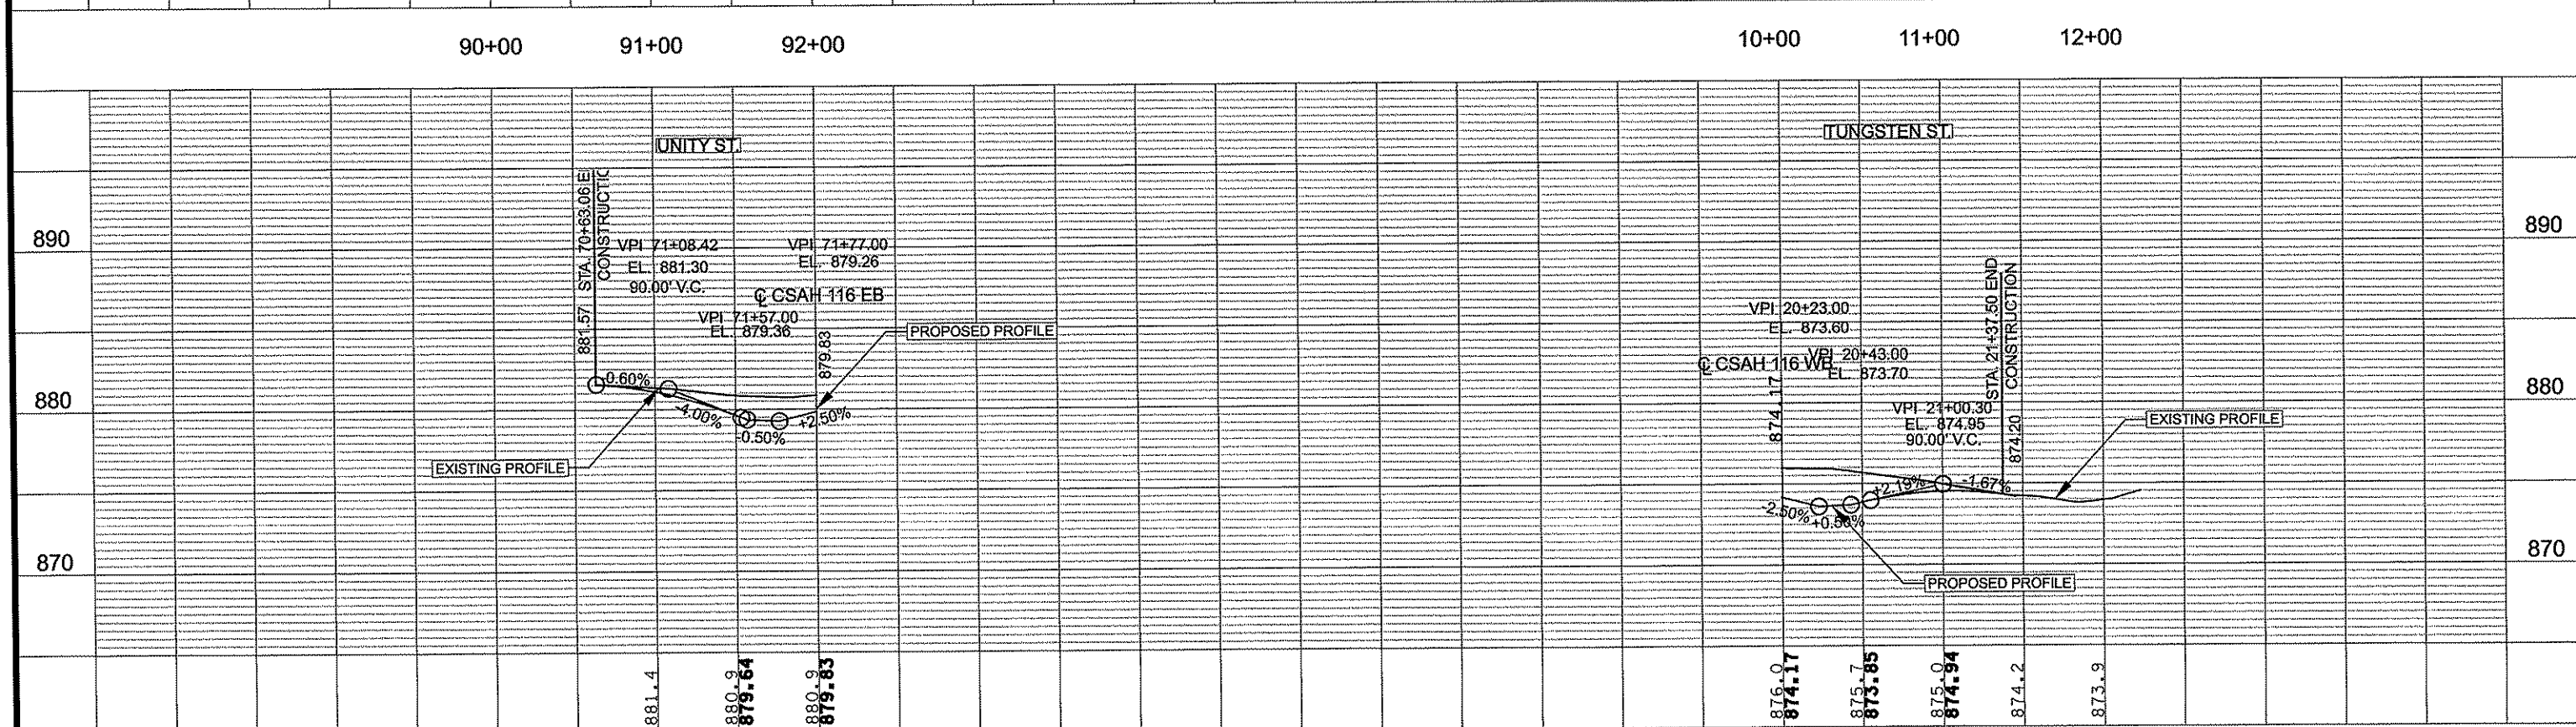 90+00 91+00 92+00 10+00 11+00 12+00
UNITY ST.
TUNGSTEN ST.
890
890
STA. 70+63.06 E
CONSTRUCTIC
881.57
VPI 71+08.42
EL. 881.30
90.00' V.C.
VPI 71+77.00
EL. 879.26
℄ CSAH 116 EB
VPI 71+57.00
EL. 879.36
879.83
PROPOSED PROFILE
-0.60%
-4.00%
-0.50%
+2.50%
EXISTING PROFILE
VPI 20+23.00
EL. 873.60
VPI 20+43.00
EL. 873.70
℄ CSAH 116 WB
874.17
STA. 21+37.50 END
CONSTRUCTION
874.20
VPI 21+00.30
EL. 874.95
90.00' V.C.
EXISTING PROFILE
-2.50%
+0.50%
+2.19%
-1.67%
PROPOSED PROFILE
880
880
870
870
881.4
880.9
879.64
880.9
879.83
876.0
874.17
875.7
873.85
875.0
874.94
874.2
873.9